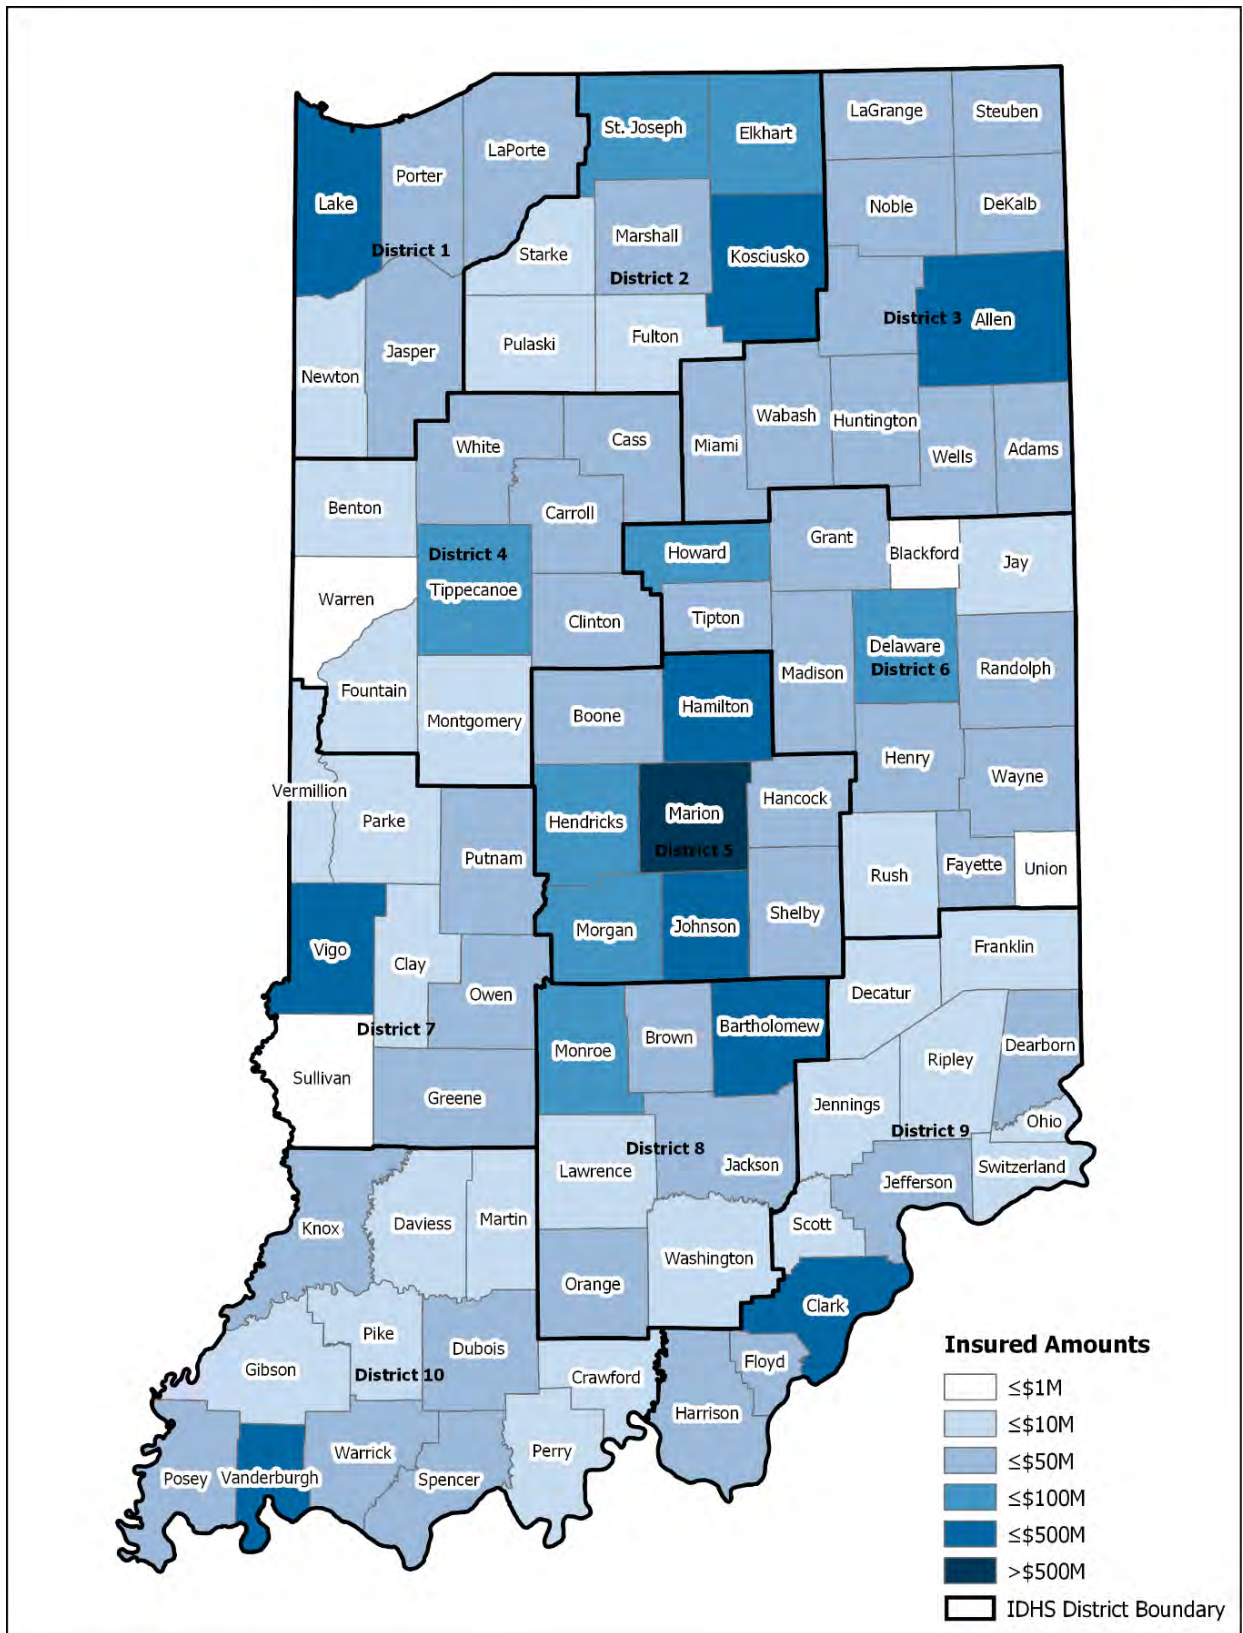 LaGrange
Steuben
St. Joseph
Elkhart
LaPorte
Porter
Lake
Noble
DeKalb
Marshall
Starke
District 1
Kosciusko
District 2
District 3
Allen
Pulaski
Fulton
Jasper
Newton
Wabash
Huntington
White
Cass
Miami
Wells
Adams
Benton
Carroll
Grant
District 4
Howard
Blackford
Jay
Warren
Tippecanoe
Clinton
Tipton
Delaware
District 6
Randolph
Madison
Fountain
Montgomery
Boone
Hamilton
Henry
Wayne
Vermillion
Parke
Hendricks
Marion
Hancock
District 5
Putnam
Rush
Fayette
Union
Vigo
Morgan
Johnson
Shelby
Clay
Franklin
Owen
Decatur
District 7
Bartholomew
Brown
Monroe
Ripley
Dearborn
Sullivan
Greene
Jennings
Ohio
District 9
District 8
Lawrence
Jackson
Switzerland
Jefferson
Knox
Daviess
Martin
Scott
Washington
Orange
Clark
Pike
Dubois
Gibson
District 10
Crawford
Floyd
Harrison
Posey
Vanderburgh
Warrick
Spencer
Perry
Insured Amounts
≤$1M
≤$10M
≤$50M
≤$100M
≤$500M
>$500M
IDHS District Boundary